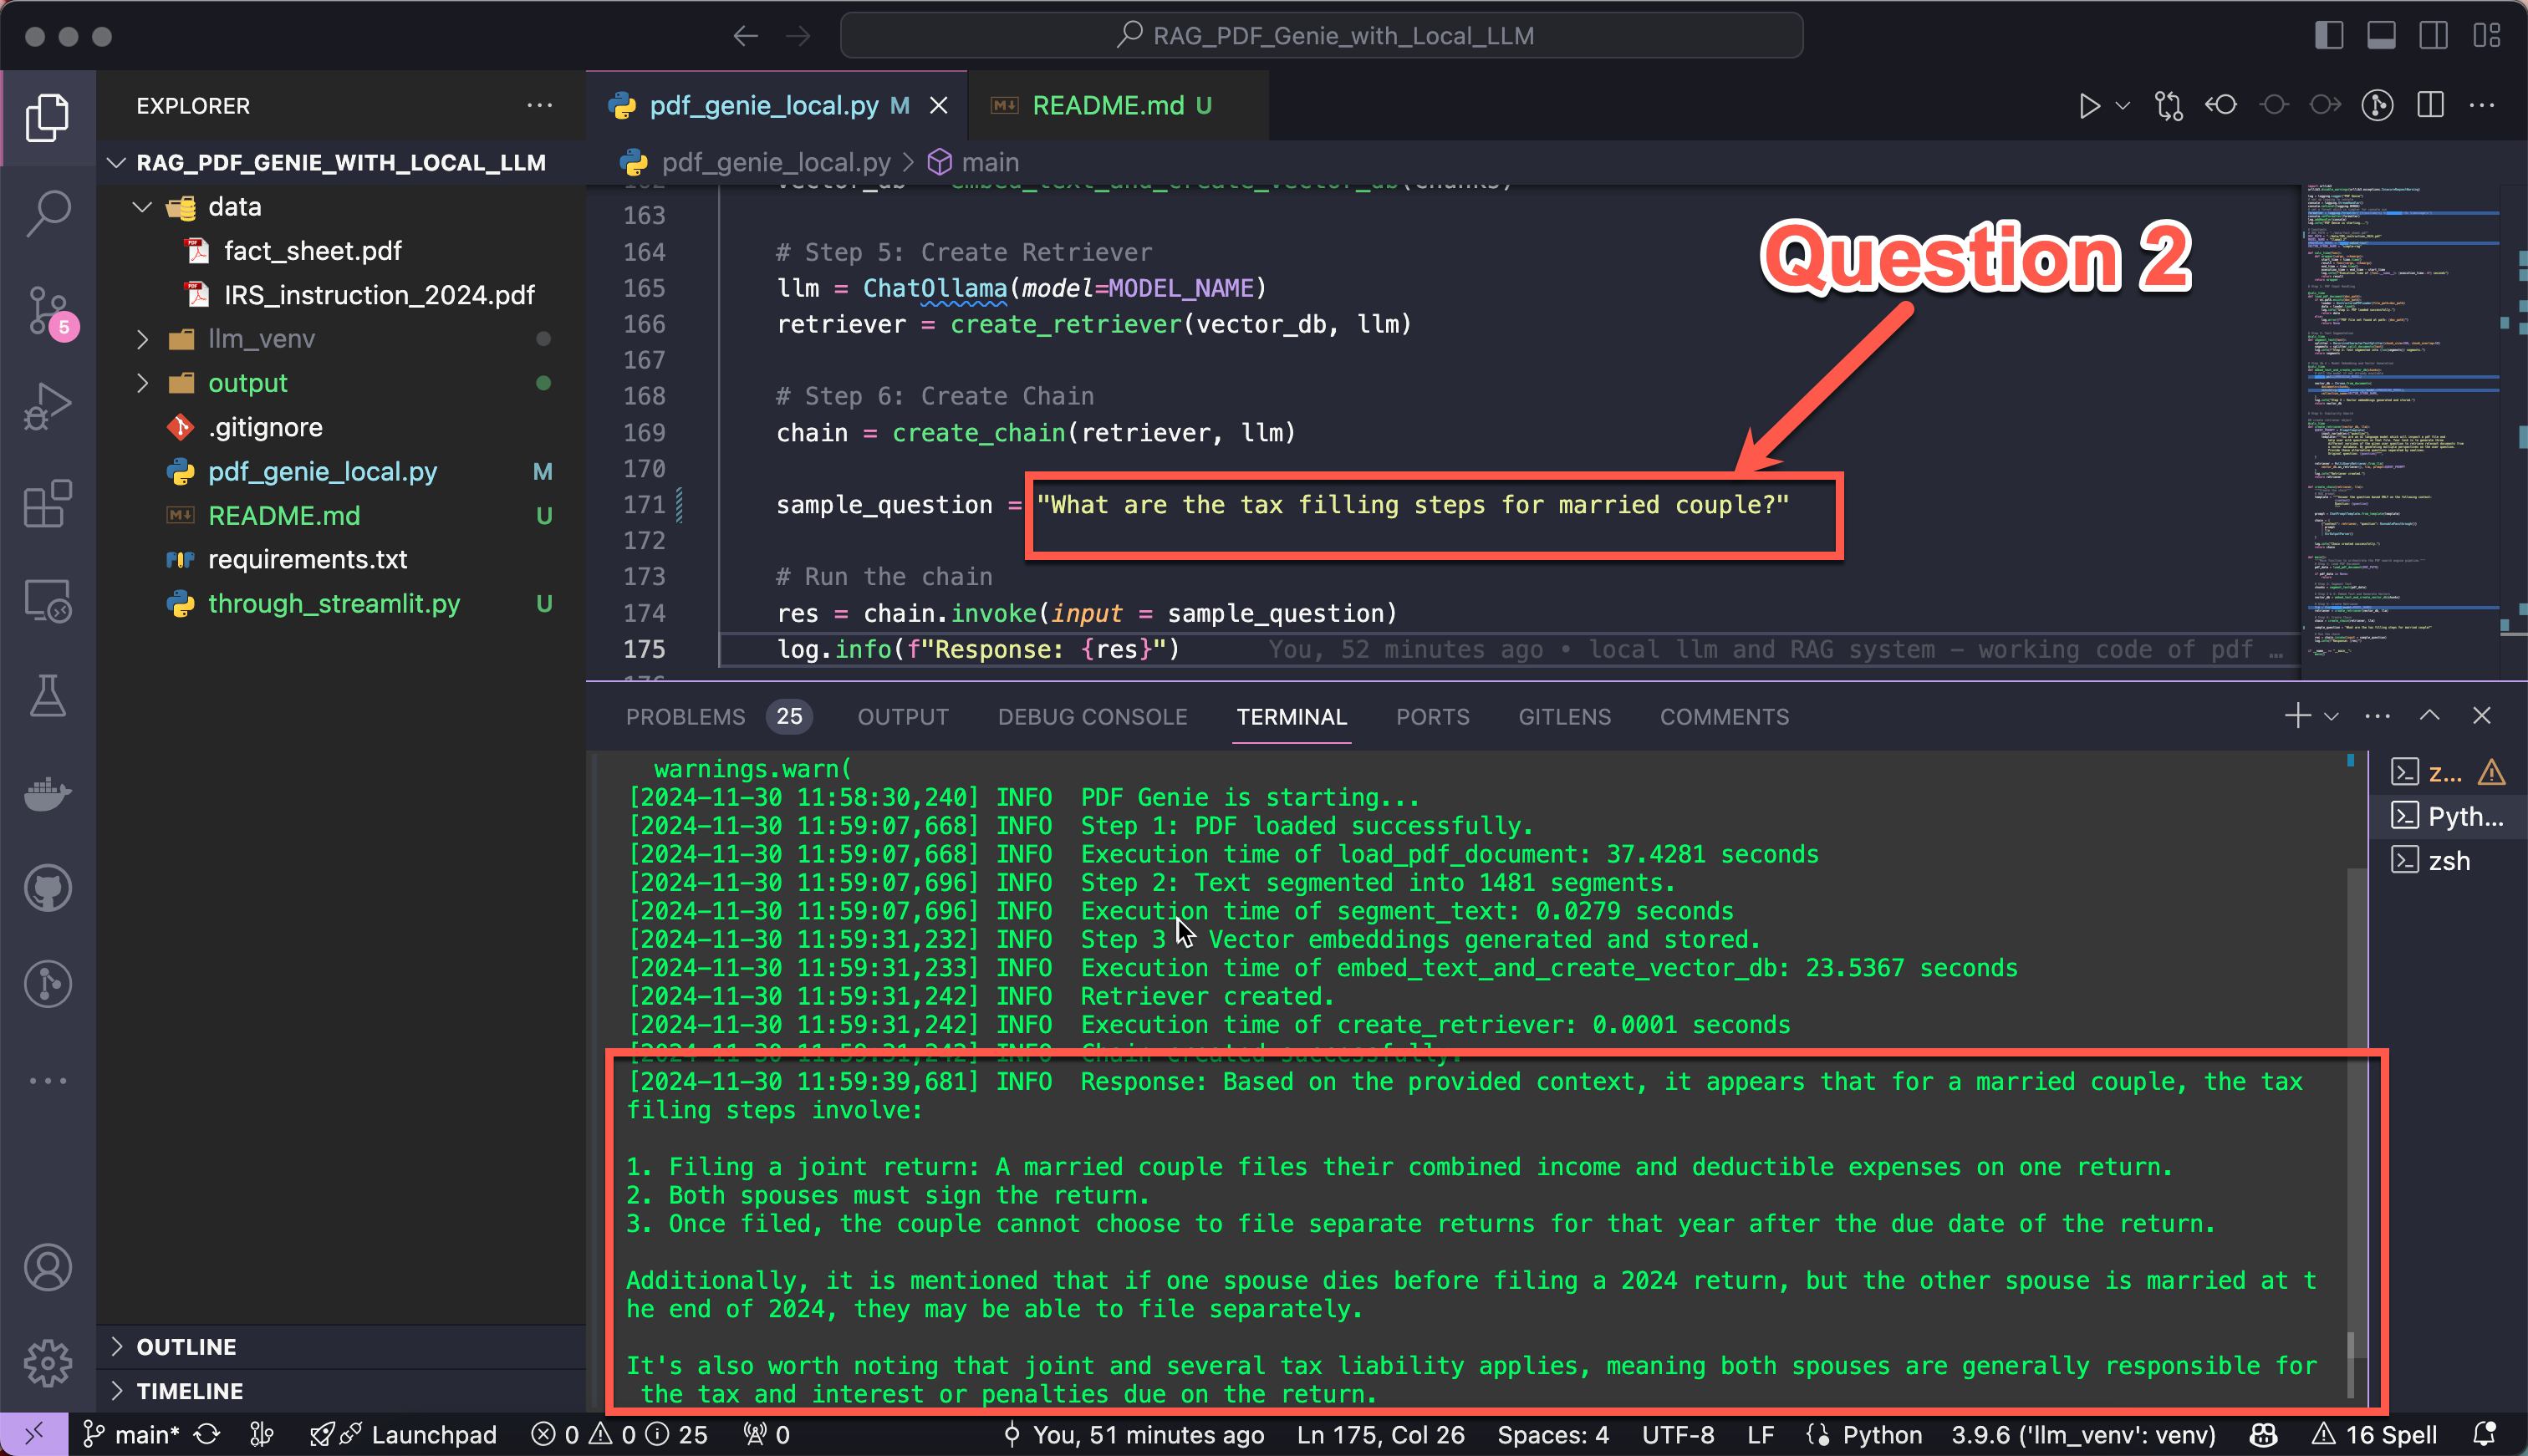 RAG_PDF_Genie_with_Local_LLM
EXPLORER
pdf_genie_local.py M
README.md U
RAG_PDF_GENIE_WITH_LOCAL_LLM
data
fact_sheet.pdf
IRS_instruction_2024.pdf
llm_venv
output
.gitignore
pdf_genie_local.py M
README.md U
requirements.txt
through_streamlit.py U
OUTLINE
TIMELINE
5
pdf_genie_local.py > main
163
164 # Step 5: Create Retriever
165 llm = ChatOllama(model=MODEL_NAME)
166 retriever = create_retriever(vector_db, llm)
167
168 # Step 6: Create Chain
169 chain = create_chain(retriever, llm)
170
171 sample_question = "What are the tax filling steps for married couple?"
172
173 # Run the chain
174 res = chain.invoke(input = sample_question)
175 log.info(f"Response: {res}") You, 52 minutes ago • local llm and RAG system – working code of pdf …
Question 2
PROBLEMS 25 OUTPUT DEBUG CONSOLE TERMINAL PORTS GITLENS COMMENTS
warnings.warn(
[2024-11-30 11:58:30,240] INFO PDF Genie is starting...
[2024-11-30 11:59:07,668] INFO Step 1: PDF loaded successfully.
[2024-11-30 11:59:07,668] INFO Execution time of load_pdf_document: 37.4281 seconds
[2024-11-30 11:59:07,696] INFO Step 2: Text segmented into 1481 segments.
[2024-11-30 11:59:07,696] INFO Execution time of segment_text: 0.0279 seconds
[2024-11-30 11:59:31,232] INFO Step 3 Vector embeddings generated and stored.
[2024-11-30 11:59:31,233] INFO Execution time of embed_text_and_create_vector_db: 23.5367 seconds
[2024-11-30 11:59:31,242] INFO Retriever created.
[2024-11-30 11:59:31,242] INFO Execution time of create_retriever: 0.0001 seconds
[2024-11-30 11:59:31,242] INFO Chain created successfully.
[2024-11-30 11:59:39,681] INFO Response: Based on the provided context, it appears that for a married couple, the tax
filing steps involve:
1. Filing a joint return: A married couple files their combined income and deductible expenses on one return.
2. Both spouses must sign the return.
3. Once filed, the couple cannot choose to file separate returns for that year after the due date of the return.
Additionally, it is mentioned that if one spouse dies before filing a 2024 return, but the other spouse is married at t
he end of 2024, they may be able to file separately.
It's also worth noting that joint and several tax liability applies, meaning both spouses are generally responsible for
the tax and interest or penalties due on the return.
z...
Pyth...
zsh
main* Launchpad 0 0 25 0 You, 51 minutes ago Ln 175, Col 26 Spaces: 4 UTF-8 LF Python 3.9.6 ('llm_venv': venv) 16 Spell